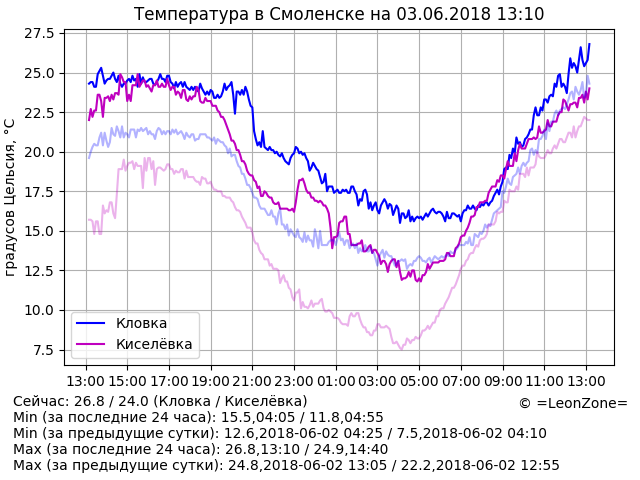 Температура в Смоленске на 03.06.2018 13:10
27.5
25.0
22.5
20.0
17.5
15.0
12.5
10.0
7.5
градусов Цельсия, °C
Кловка
Киселёвка
13:00 15:00 17:00 19:00 21:00 23:00 01:00 03:00 05:00 07:00 09:00 11:00 13:00
Сейчас: 26.8 / 24.0 (Кловка / Киселёвка)
© =LeonZone=
Min (за последние 24 часа): 15.5,04:05 / 11.8,04:55
Min (за предыдущие сутки): 12.6,2018-06-02 04:25 / 7.5,2018-06-02 04:10
Max (за последние 24 часа): 26.8,13:10 / 24.9,14:40
Max (за предыдущие сутки): 24.8,2018-06-02 13:05 / 22.2,2018-06-02 12:55